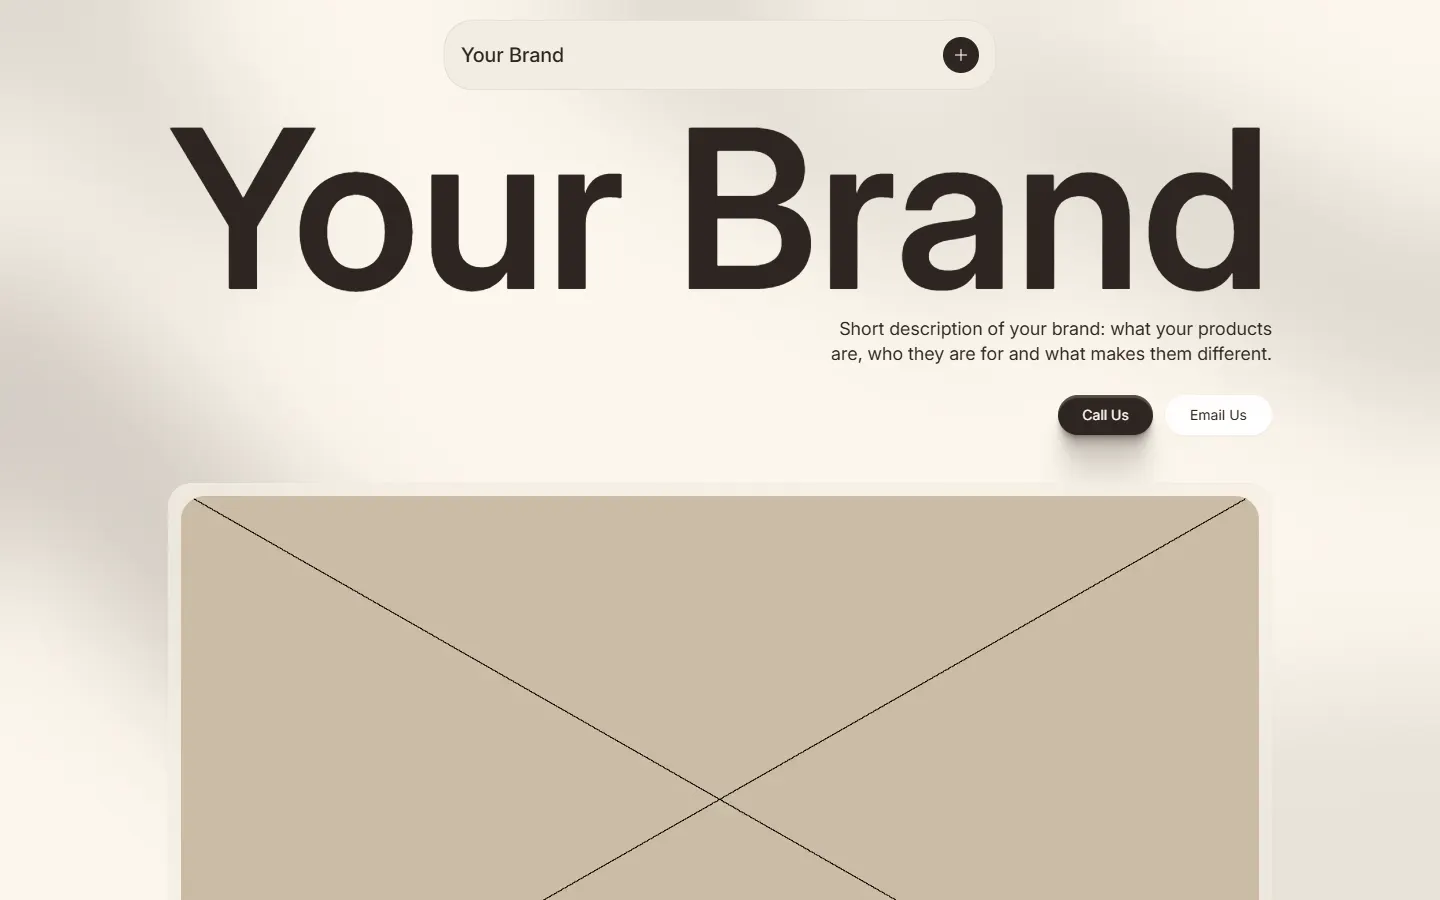 Your Brand
Your Brand
Short description of your brand: what your products
are, who they are for and what makes them different.
Call Us
Email Us